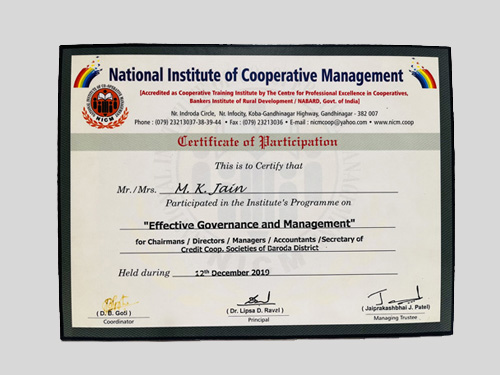 National Institute of Cooperative Management
[Accredited as Cooperative Training Institute by The Centre for Professional Excellence in Cooperatives,
Bankers Institute of Rural Development / NABARD, Govt. of India]
Nr. Indroda Circle, Nr. Infocity, Koba-Gandhinagar Highway, Gandhinagar - 382 007
Phone : (079) 23213037-38-39-44 • Fax : (079) 23213036 • E-mail : nicmcoop@yahoo.com • www.nicm.coop
NICM
Certificate of Participation
This is to Certify that
Mr./Mrs. M. K. Jain
Participated in the Institute's Programme on
"Effective Governance and Management"
for Chairmans / Directors / Managers / Accountants /Secretary of
Credit Coop. Societies of Baroda District
Held during 12th December 2019
( D. B. Goti )
Coordinator
(Dr. Lipsa D. Raval )
Principal
( Jaiprakashbhai J. Patel)
Managing Trustee